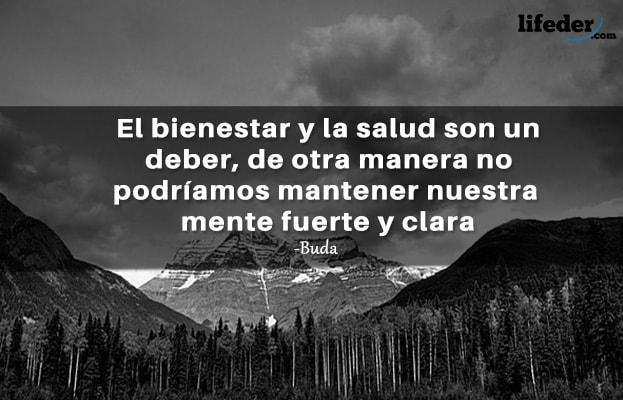 lifeder.com
El bienestar y la salud son un
deber, de otra manera no
podríamos mantener nuestra
mente fuerte y clara
-Buda